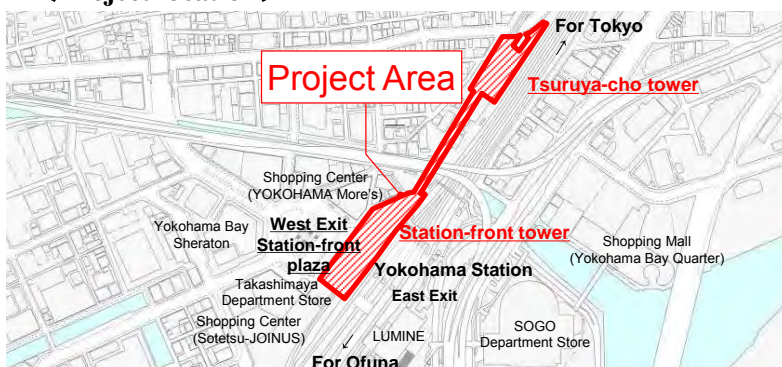 For Tokyo
Project Area
Tsuruya-cho tower
Shopping Center
(YOKOHAMA More's)
Yokohama Bay
Sheraton
West Exit
Station-front
plaza
Station-front tower
Shopping Mall
(Yokohama Bay Quarter)
Takashimaya
Department Store
Yokohama Station
East Exit
Shopping Center
(Sotetsu-JOINUS)
LUMINE
SOGO
Department Store
For Ofuna